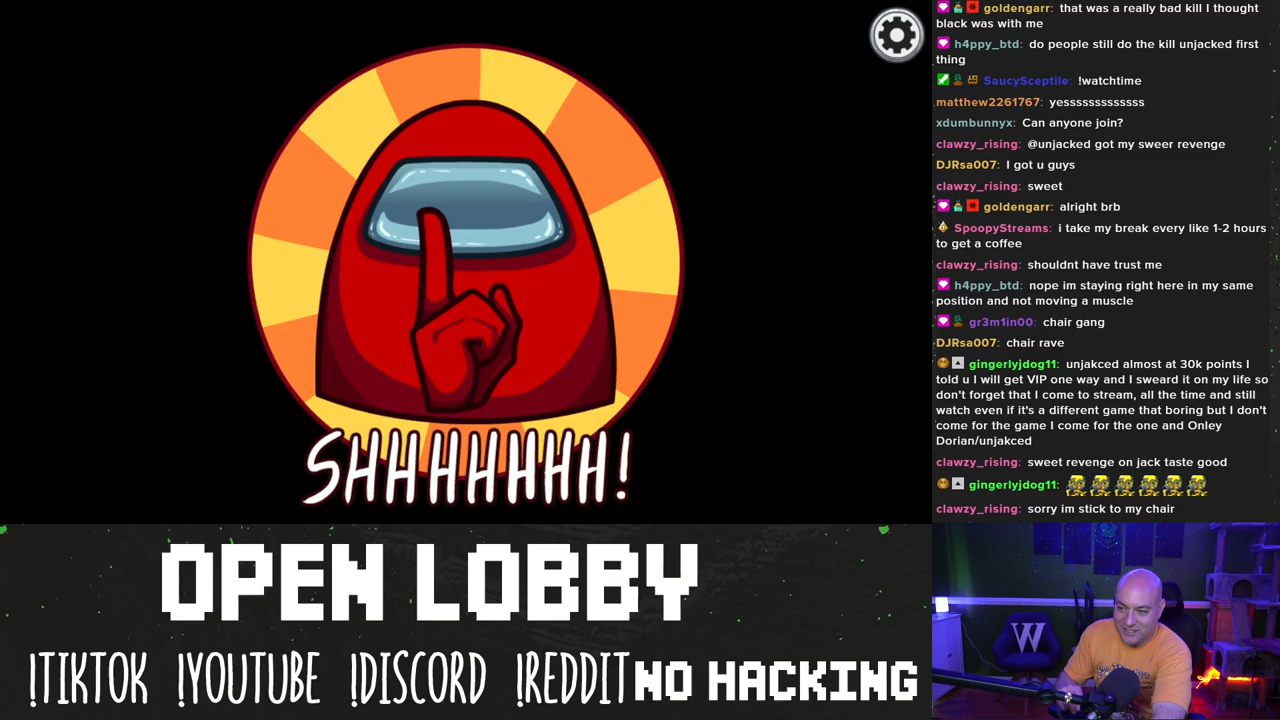 SHHHHHHH!
OPEN LOBBY
!TIKTOK !YOUTUBE !DISCORD !REDDIT NO HACKING
goldengarr: that was a really bad kill I thought
black was with me
h4ppy_btd: do people still do the kill unjacked first
thing
SaucySceptile: !watchtime
matthew2261767: yesssssssssssss
xdumbunnyx: Can anyone join?
clawzy_rising: @unjacked got my sweer revenge
DJRsa007: I got u guys
clawzy_rising: sweet
goldengarr: alright brb
SpoopyStreams: i take my break every like 1-2 hours
to get a coffee
clawzy_rising: shouldnt have trust me
h4ppy_btd: nope im staying right here in my same
position and not moving a muscle
gr3m1in00: chair gang
DJRsa007: chair rave
gingerlyjdog11: unjakced almost at 30k points I
told u I will get VIP one way and I sweard it on my life so
don't forget that I come to stream, all the time and still
watch even if it's a different game that boring but I don't
come for the game I come for the one and Onley
Dorian/unjakced
clawzy_rising: sweet revenge on jack taste good
gingerlyjdog11:
clawzy_rising: sorry im stick to my chair
W